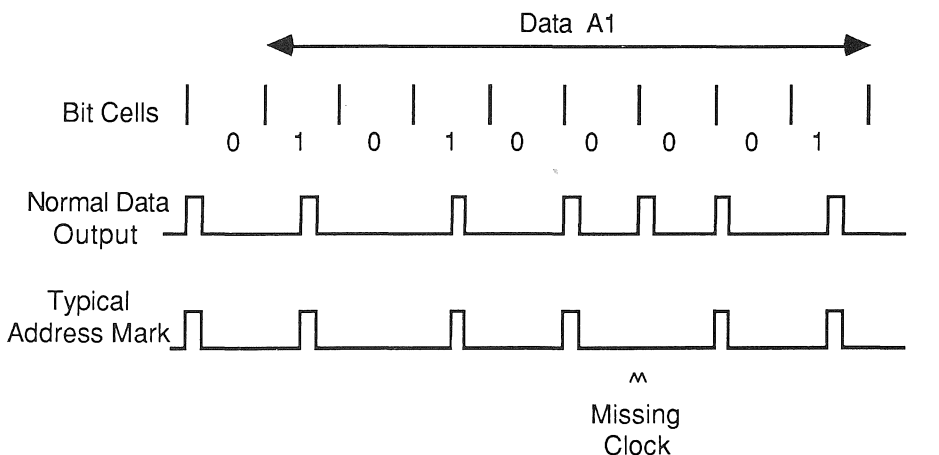 Data A1
Bit Cells
0 1 0 1 0 0 0 0 1
Normal Data
Output
Typical
Address Mark
Missing
Clock